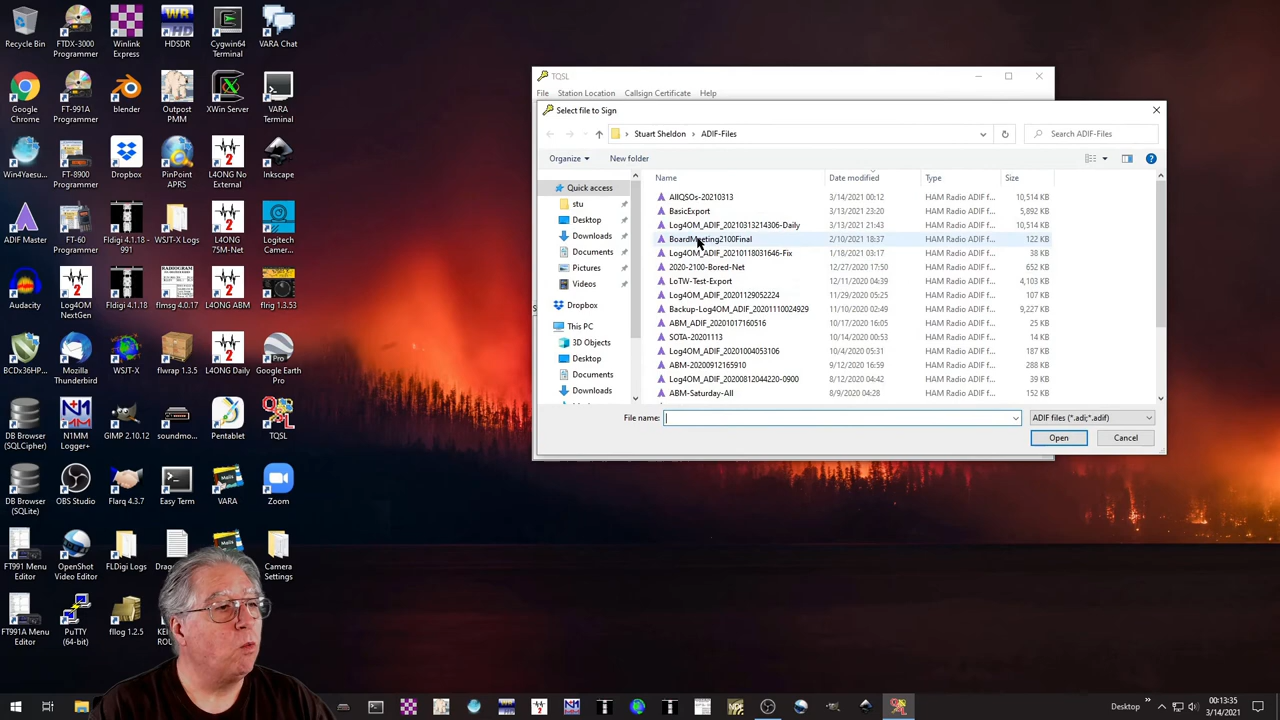 Recycle Bin
FTDX-3000 Programmer
Winlink Express
WR HD
HDSDR
Cygwin64 Terminal
VARA Chat
Google Chrome
FT-991A Programmer
blender
Outpost PMM
XWin Server
VARA Terminal
Win4Yaesu...
FT-8900 Programmer
Dropbox
PinPoint APRS
L4ONG No External
Inkscape
ADIF Master
FT-60 Programmer
Fldigi 4.1.18 - 991
WSJT-X Logs
L4ONG 75M-Net
Logitech Camera...
Audacity
Log4OM NextGen
Fldigi 4.1.18
RADIOGRAM
flmsg 4.0.17
L4ONG ABM
flrig 1.3.53
BCDx36HP...
Mozilla Thunderbird
WSJT-X
flwrap 1.3.5
L4ONG Daily
Google Earth Pro
DB Browser (SQLCipher)
N1MM Logger+
GIMP 2.10.12
soundmo...
Pentablet
TQSL
DB Browser (SQLite)
OBS Studio
Flarq 4.3.7
Easy Term
VARA
Zoom
FT991 Menu Editor
OpenShot Video Editor
FLDigi Logs
Camera Settings
FT991A Menu Editor
PuTTY (64-bit)
fllog 1.2.5
TQSL
File Station Location Callsign Certificate Help
Select file to Sign
Stuart Sheldon > ADIF-Files
Search ADIF-Files
Organize New folder
Name Date modified Type Size
Quick access
stu
Desktop
Downloads
Documents
Pictures
Videos
Dropbox
This PC
3D Objects
Desktop
Documents
Downloads
AllQSOs-20210313 3/14/2021 00:12 HAM Radio ADIF f... 10,514 KB
BasicExport 3/13/2021 23:20 HAM Radio ADIF f... 5,892 KB
Log4OM_ADIF_20210313214306-Daily 3/13/2021 21:43 HAM Radio ADIF f... 10,514 KB
BoardMeeting2100Final 2/10/2021 18:37 HAM Radio ADIF f... 122 KB
Log4OM_ADIF_20210118031646-Fix 1/18/2021 03:17 HAM Radio ADIF f... 38 KB
2020-2100-Bored-Net 12/27/2020 17:53 HAM Radio ADIF f... 652 KB
LoTW-Test-Export 12/11/2020 04:39 HAM Radio ADIF f... 4,103 KB
Log4OM_ADIF_20201129052224 11/29/2020 05:25 HAM Radio ADIF f... 107 KB
Backup-Log4OM_ADIF_20201110024929 11/10/2020 02:49 HAM Radio ADIF f... 9,227 KB
ABM_ADIF_20201017160516 10/17/2020 16:05 HAM Radio ADIF f... 25 KB
SOTA-20201113 10/14/2020 00:53 HAM Radio ADIF f... 14 KB
Log4OM_ADIF_20201004053106 10/4/2020 05:31 HAM Radio ADIF f... 187 KB
ABM-20200912165910 9/12/2020 16:59 HAM Radio ADIF f... 288 KB
Log4OM_ADIF_20200812044220-0900 8/12/2020 04:42 HAM Radio ADIF f... 39 KB
ABM-Saturday-All 8/9/2020 04:28 HAM Radio ADIF f... 152 KB
File name:
ADIF files (*.adi;*.adif)
Open Cancel
Desktop
00:13:35
3/14/2021